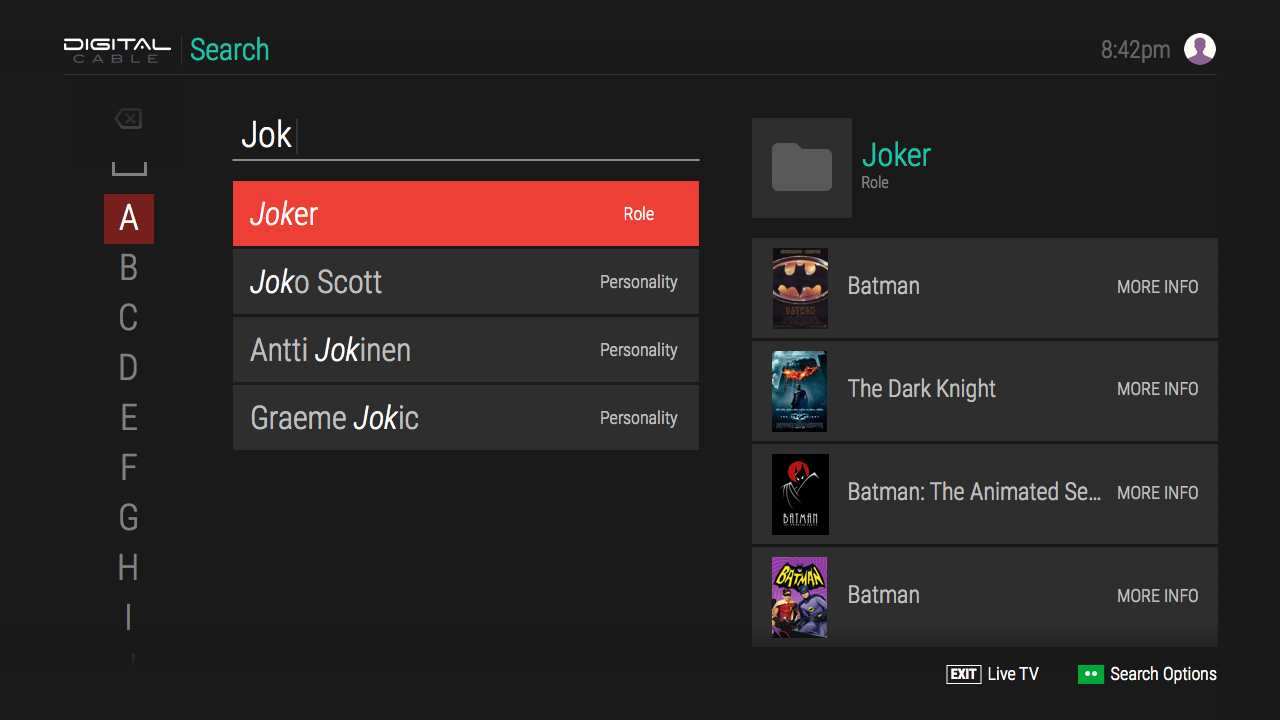 DIGITAL
CABLE
Search
8:42pm
Jok
A
B
C
D
E
F
G
H
I
Joker Role
Joko Scott Personality
Antti Jokinen Personality
Graeme Jokic Personality
Joker
Role
Batman MORE INFO
The Dark Knight MORE INFO
BATMAN
Batman: The Animated Se... MORE INFO
BATMAN
Batman MORE INFO
EXIT Live TV
Search Options